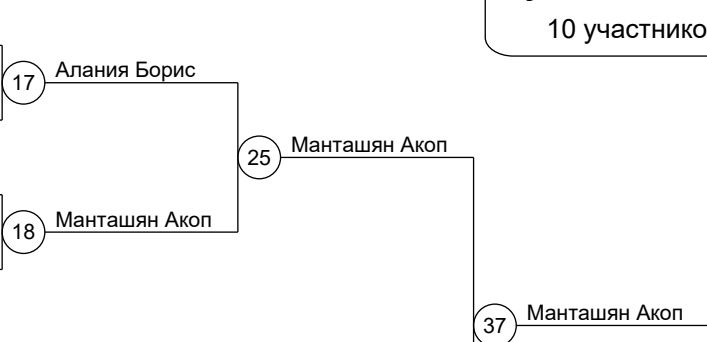 10 участнико
17 Алания Борис
25 Манташян Акоп
18 Манташян Акоп
37 Манташян Акоп